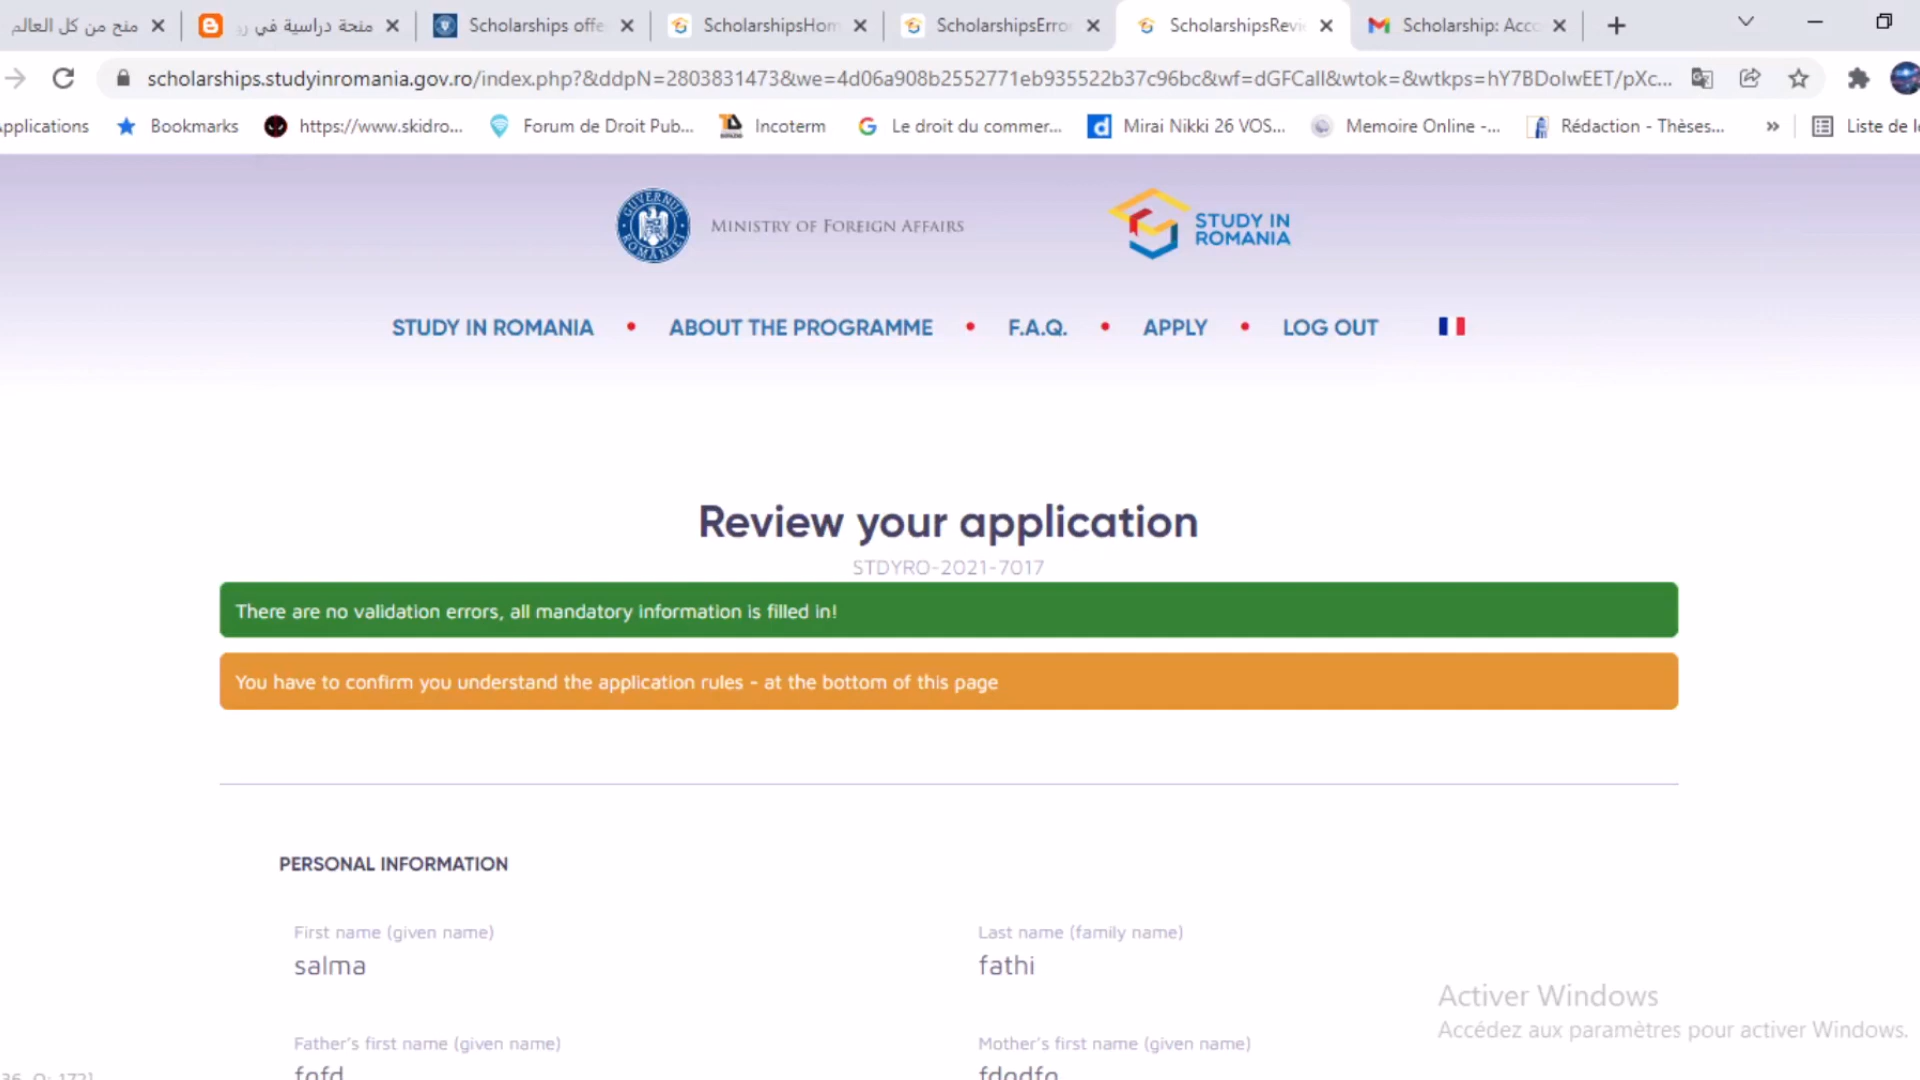 منح من كل العالم
منحة دراسية في رو
Scholarships offe
ScholarshipsHom
ScholarshipsErro
ScholarshipsRevi
Scholarship: Acco
scholarships.studyinromania.gov.ro/index.php?&ddpN=2803831473&we=4d06a908b2552771eb935522b37c96bc&wf=dGFCall&wtok=&wtkps=hY7BDoIwEET/pXc...
pplications
Bookmarks
https://www.skidro...
Forum de Droit Pub...
Incoterm
Le droit du commer...
Mirai Nikki 26 VOS...
Memoire Online -...
Rédaction - Thèses...
»
Liste de l
GUVERNUL ROMÂNIEI
MINISTRY OF FOREIGN AFFAIRS
STUDY IN
ROMANIA
STUDY IN ROMANIA • ABOUT THE PROGRAMME • F.A.Q. • APPLY • LOG OUT
Review your application
STDYRO-2021-7017
There are no validation errors, all mandatory information is filled in!
You have to confirm you understand the application rules - at the bottom of this page
PERSONAL INFORMATION
First name (given name)
salma
Last name (family name)
fathi
Father's first name (given name)
Mother's first name (given name)
Activer Windows
Accédez aux paramètres pour activer Windows.